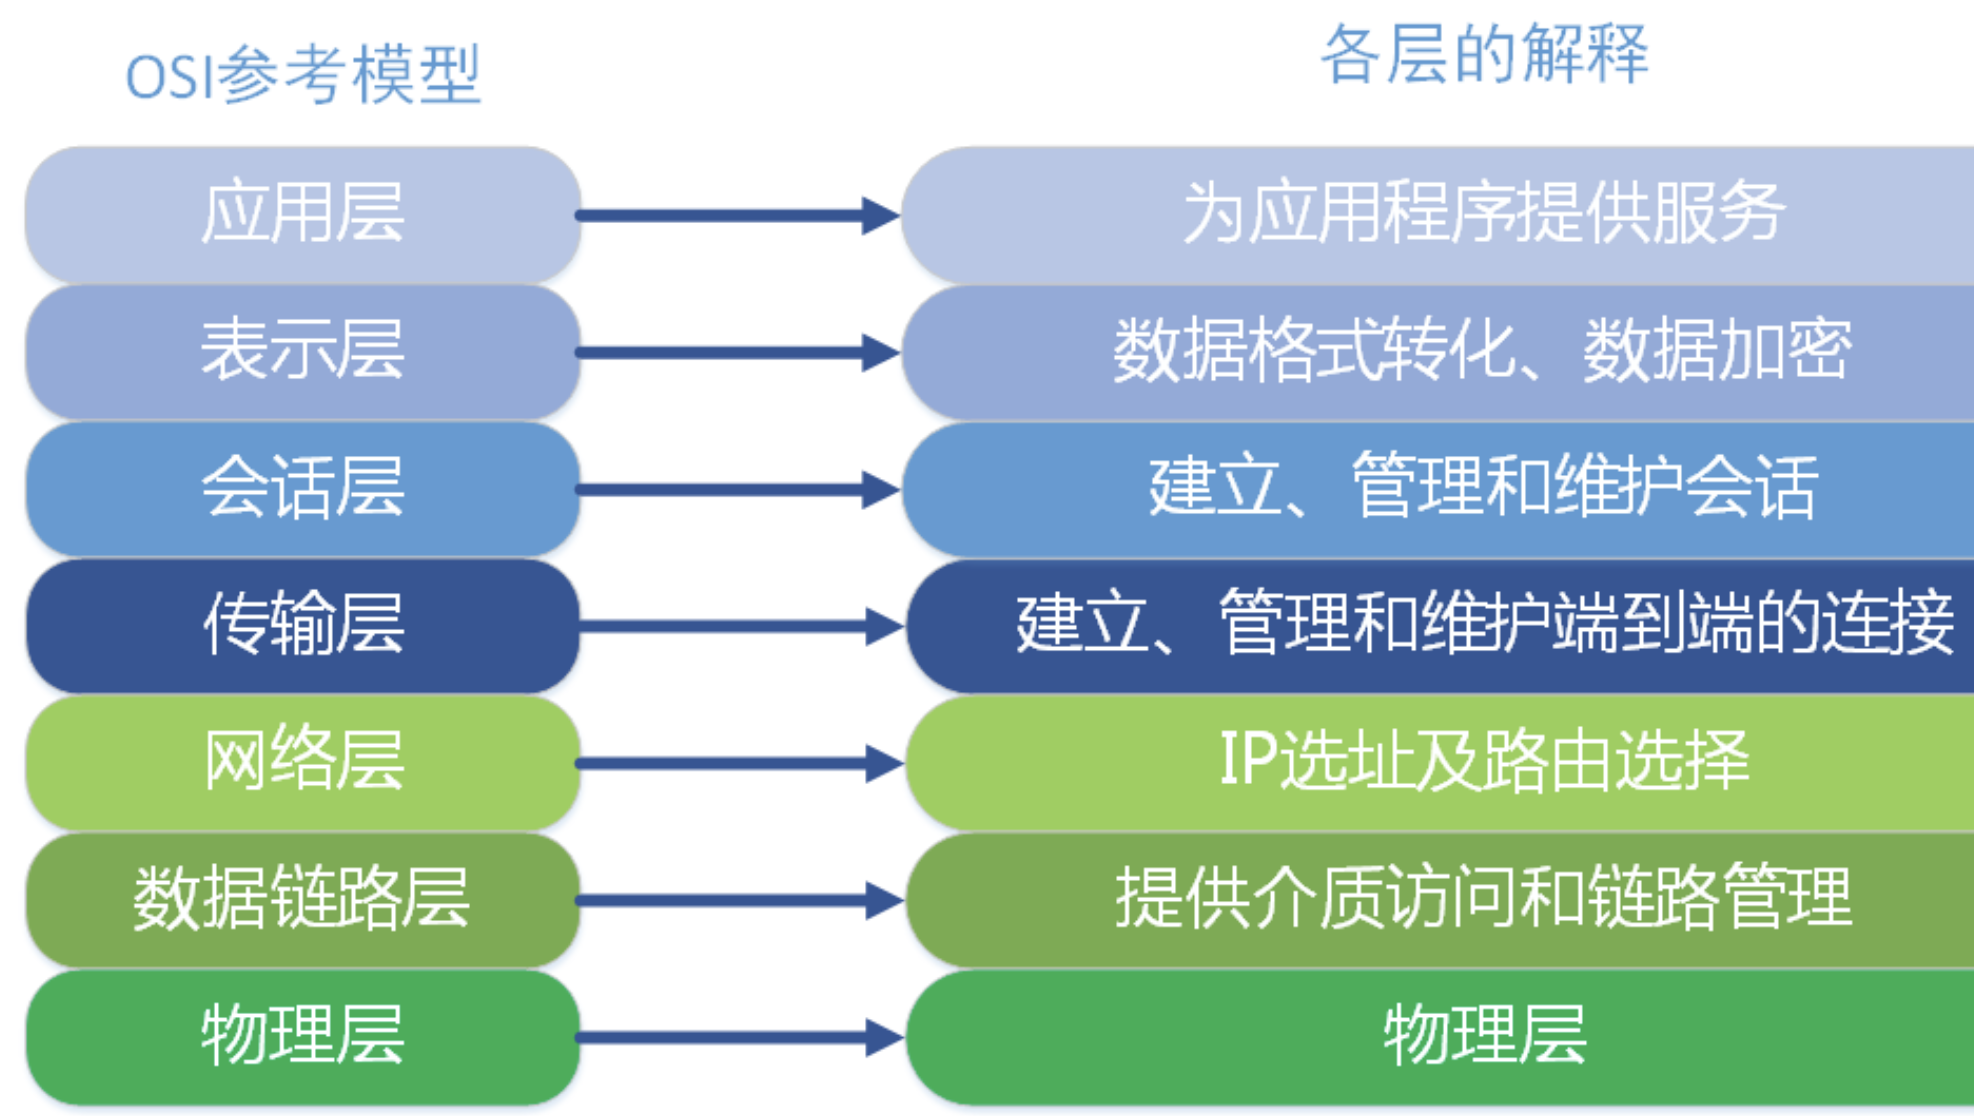 OSI参考模型
各层的解释
应用层
为应用程序提供服务
表示层
数据格式转化、数据加密
会话层
建立、管理和维护会话
传输层
建立、管理和维护端到端的连接
网络层
IP选址及路由选择
数据链路层
提供介质访问和链路管理
物理层
物理层